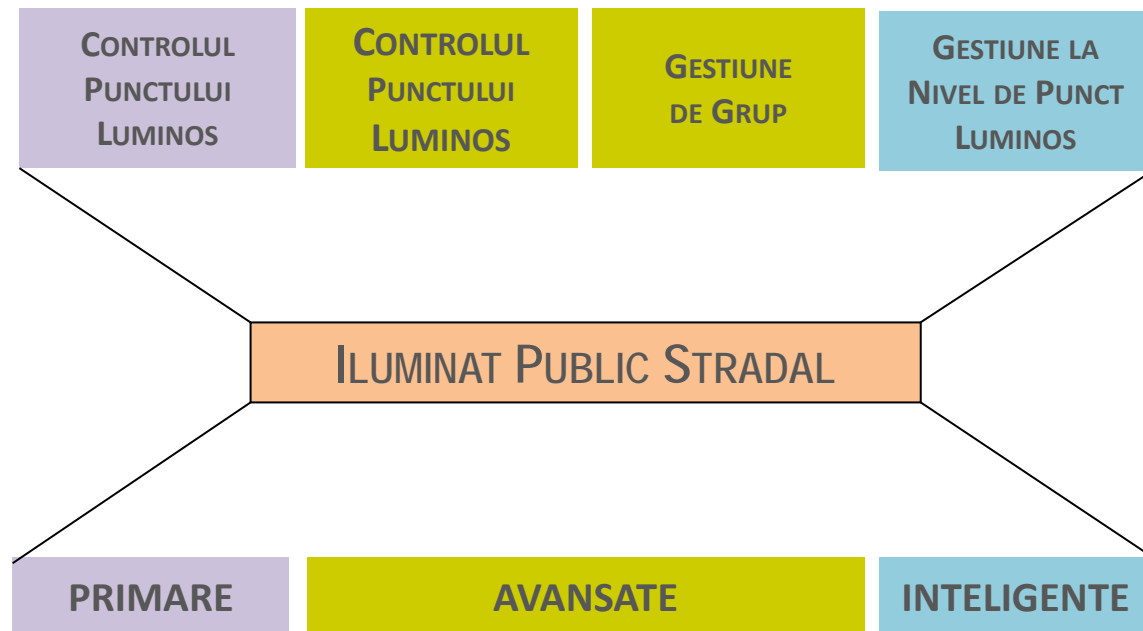 CONTROLUL
PUNCTULUI
LUMINOS
CONTROLUL
PUNCTULUI
LUMINOS
GESTIUNE
DE GRUP
GESTIUNE LA
NIVEL DE PUNCT
LUMINOS
ILUMINAT PUBLIC STRADAL
PRIMARE
AVANSATE
INTELIGENTE